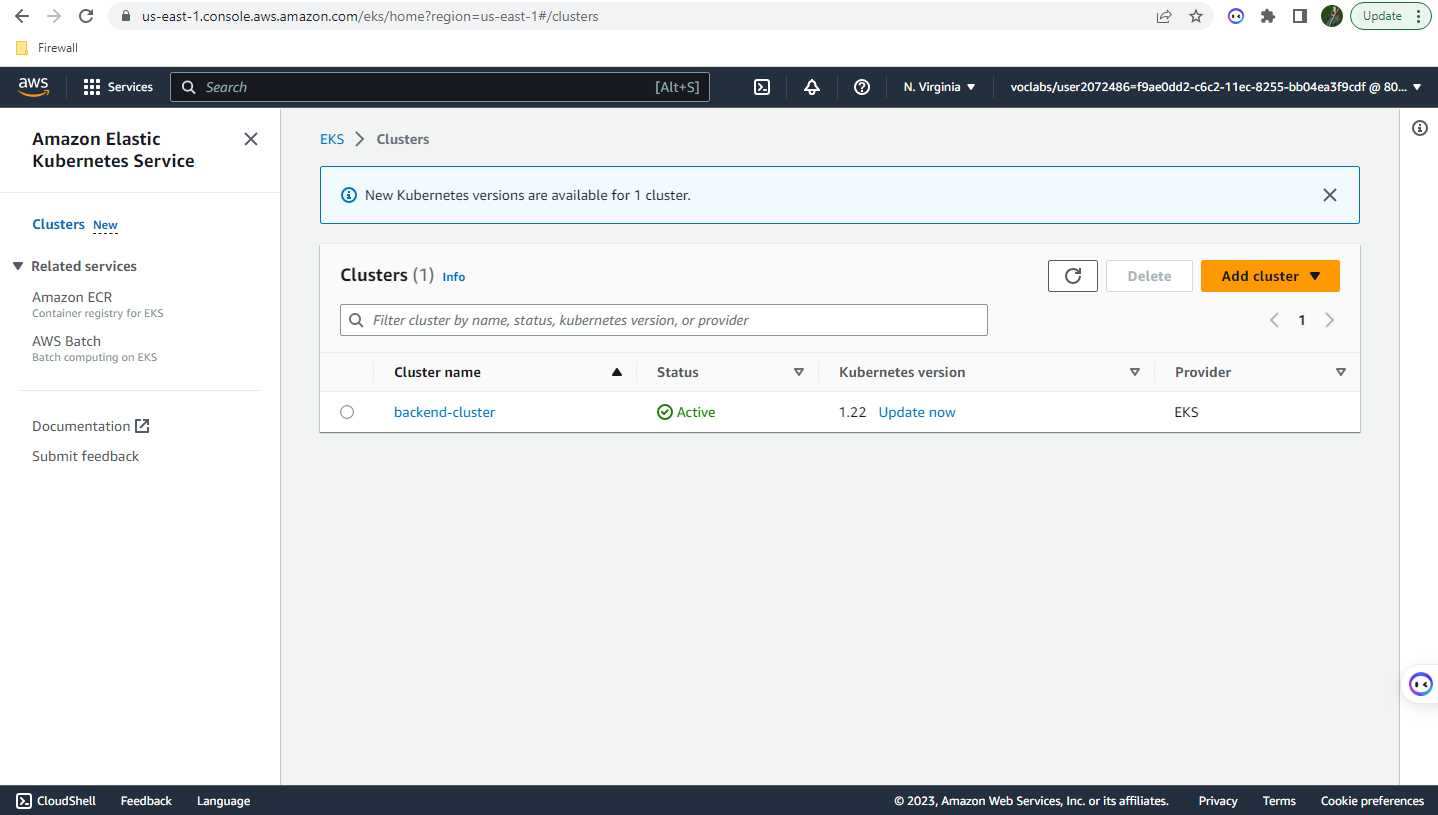 us-east-1.console.aws.amazon.com/eks/home?region=us-east-1#/clusters
Update
Firewall
aws
Services
Search
[Alt+S]
N. Virginia
voclabs/user2072486=f9ae0dd2-c6c2-11ec-8255-bb04ea3f9cdf @ 80...
Amazon Elastic
Kubernetes Service
Clusters New
Related services
Amazon ECR
Container registry for EKS
AWS Batch
Batch computing on EKS
Documentation
Submit feedback
EKS Clusters
New Kubernetes versions are available for 1 cluster.
Clusters (1) Info
Delete
Add cluster
Filter cluster by name, status, kubernetes version, or provider
1
Cluster name Status Kubernetes version Provider
backend-cluster Active 1.22 Update now EKS
CloudShell Feedback Language © 2023, Amazon Web Services, Inc. or its affiliates. Privacy Terms Cookie preferences